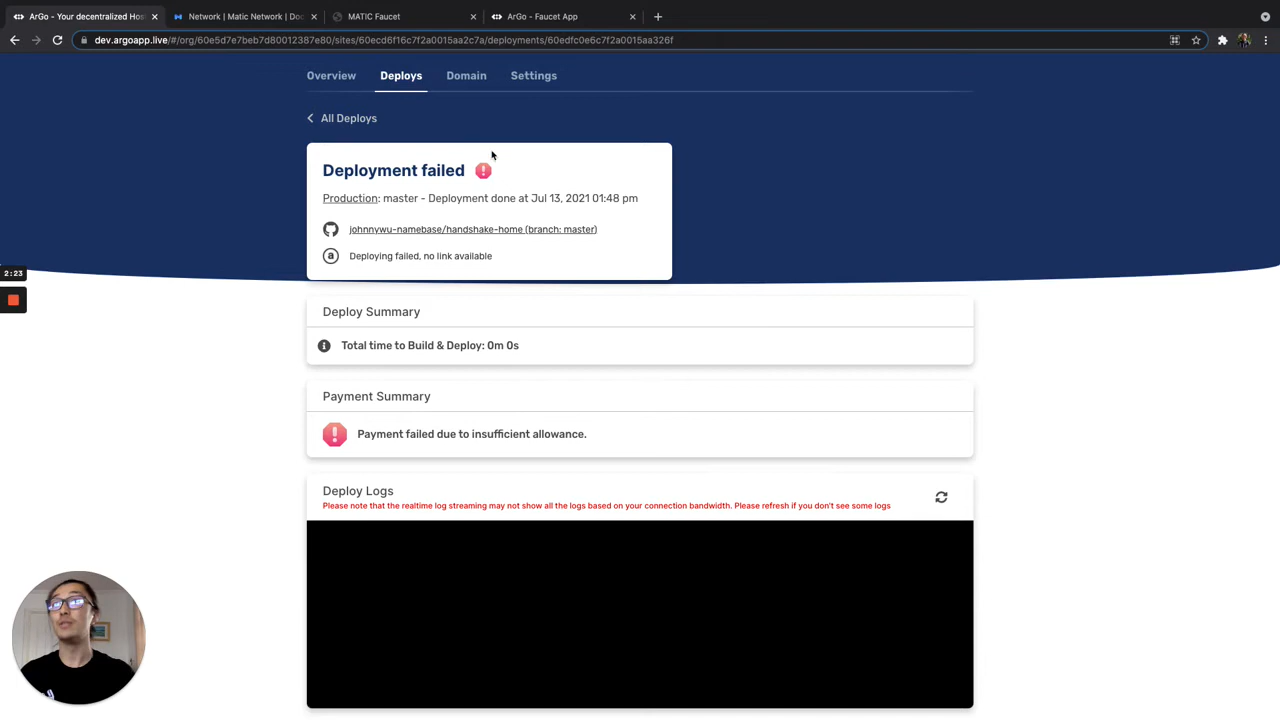 ArGo - Your decentralized Hos
Network | Matic Network | Doc
MATIC Faucet
ArGo - Faucet App
dev.argoapp.live/#/org/60e5d7e7beb7d80012387e80/sites/60ecd6f16c7f2a0015aa2c7a/deployments/60edfc0e6c7f2a0015aa326f
Overview
Deploys
Domain
Settings
All Deploys
Deployment failed
Production: master - Deployment done at Jul 13, 2021 01:48 pm
johnnywu-namebase/handshake-home (branch: master)
a
Deploying failed, no link available
2:23
Deploy Summary
Total time to Build & Deploy: 0m 0s
Payment Summary
Payment failed due to insufficient allowance.
Deploy Logs
Please note that the realtime log streaming may not show all the logs based on your connection bandwidth. Please refresh if you don't see some logs